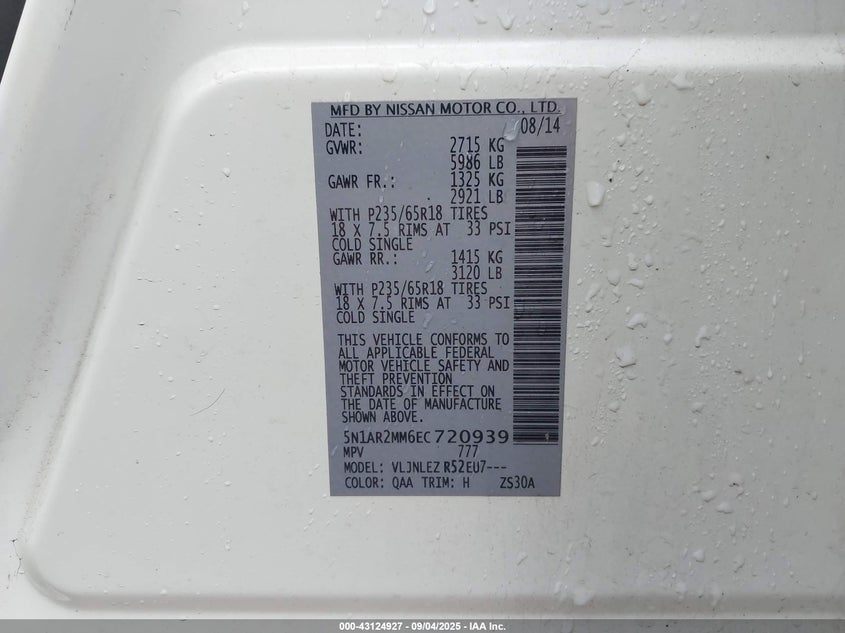 MFD BY NISSAN MOTOR CO., LTD.
DATE: 08/14
GVWR: 2715 KG
5986 LB
GAWR FR.: 1325 KG
2921 LB
WITH P235/65R18 TIRES
18 X 7.5 RIMS AT 33 PSI
COLD SINGLE
GAWR RR.: 1415 KG
3120 LB
WITH P235/65R18 TIRES
18 X 7.5 RIMS AT 33 PSI
COLD SINGLE
THIS VEHICLE CONFORMS TO
ALL APPLICABLE FEDERAL
MOTOR VEHICLE SAFETY AND
THEFT PREVENTION
STANDARDS IN EFFECT ON
THE DATE OF MANUFACTURE
SHOWN ABOVE.
5N1AR2MM6EC720939
MPV 777
MODEL: VLJNLEZ R52EU7---
COLOR: QAA TRIM: H ZS30A
000-43124927 - 09/04/2025 - IAA Inc.